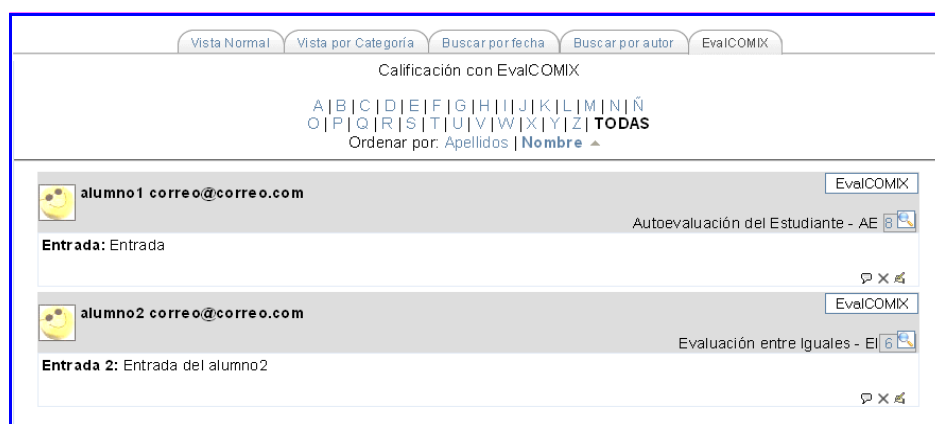 Vista Normal Vista por Categoría Buscar por fecha Buscar por autor EvalCOMIX
Calificación con EvalCOMIX
A | B | C | D | E | F | G | H | I | J | K | L | M | N | Ñ
O | P | Q | R | S | T | U | V | W | X | Y | Z | TODAS
Ordenar por: Apellidos | Nombre
alumno1 correo@correo.com EvalCOMIX
Autoevaluación del Estudiante - AE 8
Entrada: Entrada
alumno2 correo@correo.com EvalCOMIX
Evaluación entre Iguales - EI 6
Entrada 2: Entrada del alumno2